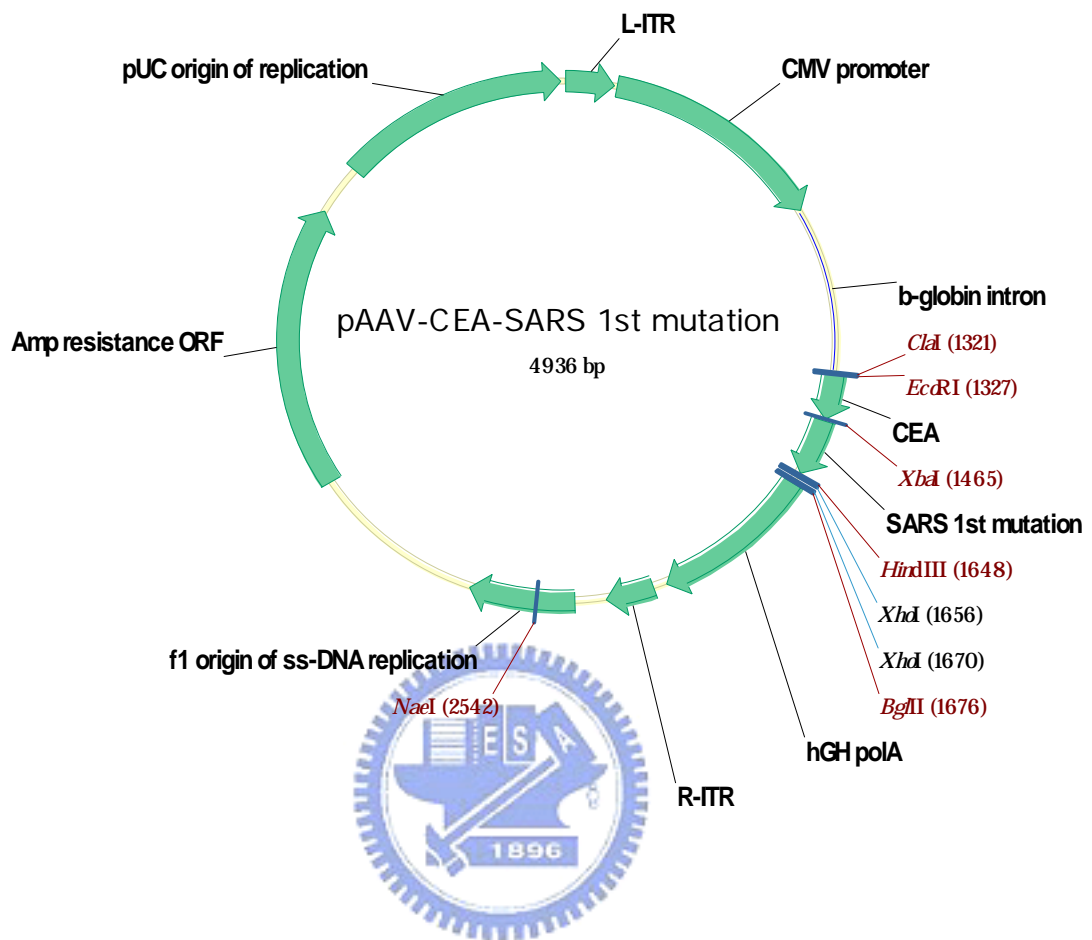 L-ITR
pUC origin of replication
CMV promoter
b-globin intron
pAAV-CEA-SARS 1st mutation
4936 bp
ClaI (1321)
Amp resistance ORF
EcoRI (1327)
CEA
XbaI (1465)
SARS 1st mutation
HindIII (1648)
XhoI (1656)
f1 origin of ss-DNA replication
XhoI (1670)
NaeI (2542)
BglII (1676)
hGH polA
R-ITR
E S A
1896